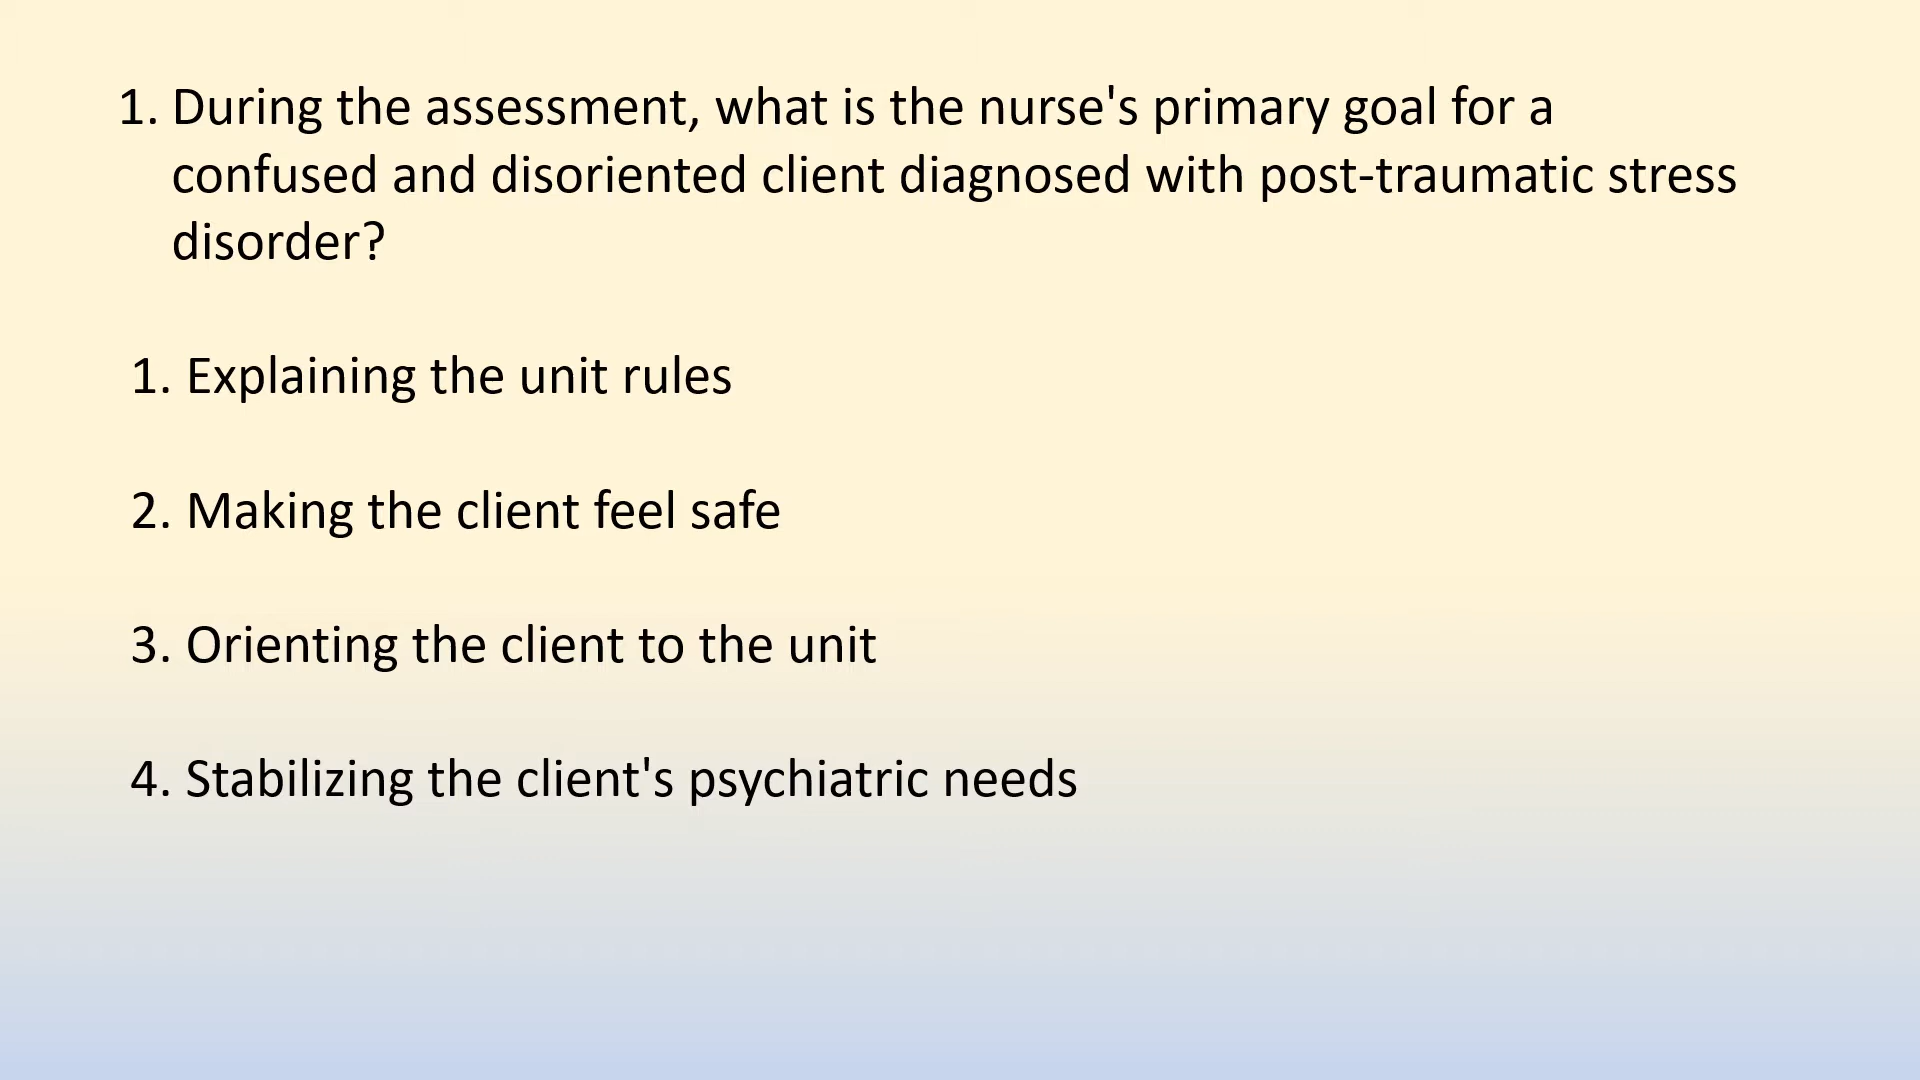 1. During the assessment, what is the nurse's primary goal for a
confused and disoriented client diagnosed with post-traumatic stress
disorder?
1. Explaining the unit rules
2. Making the client feel safe
3. Orienting the client to the unit
4. Stabilizing the client's psychiatric needs